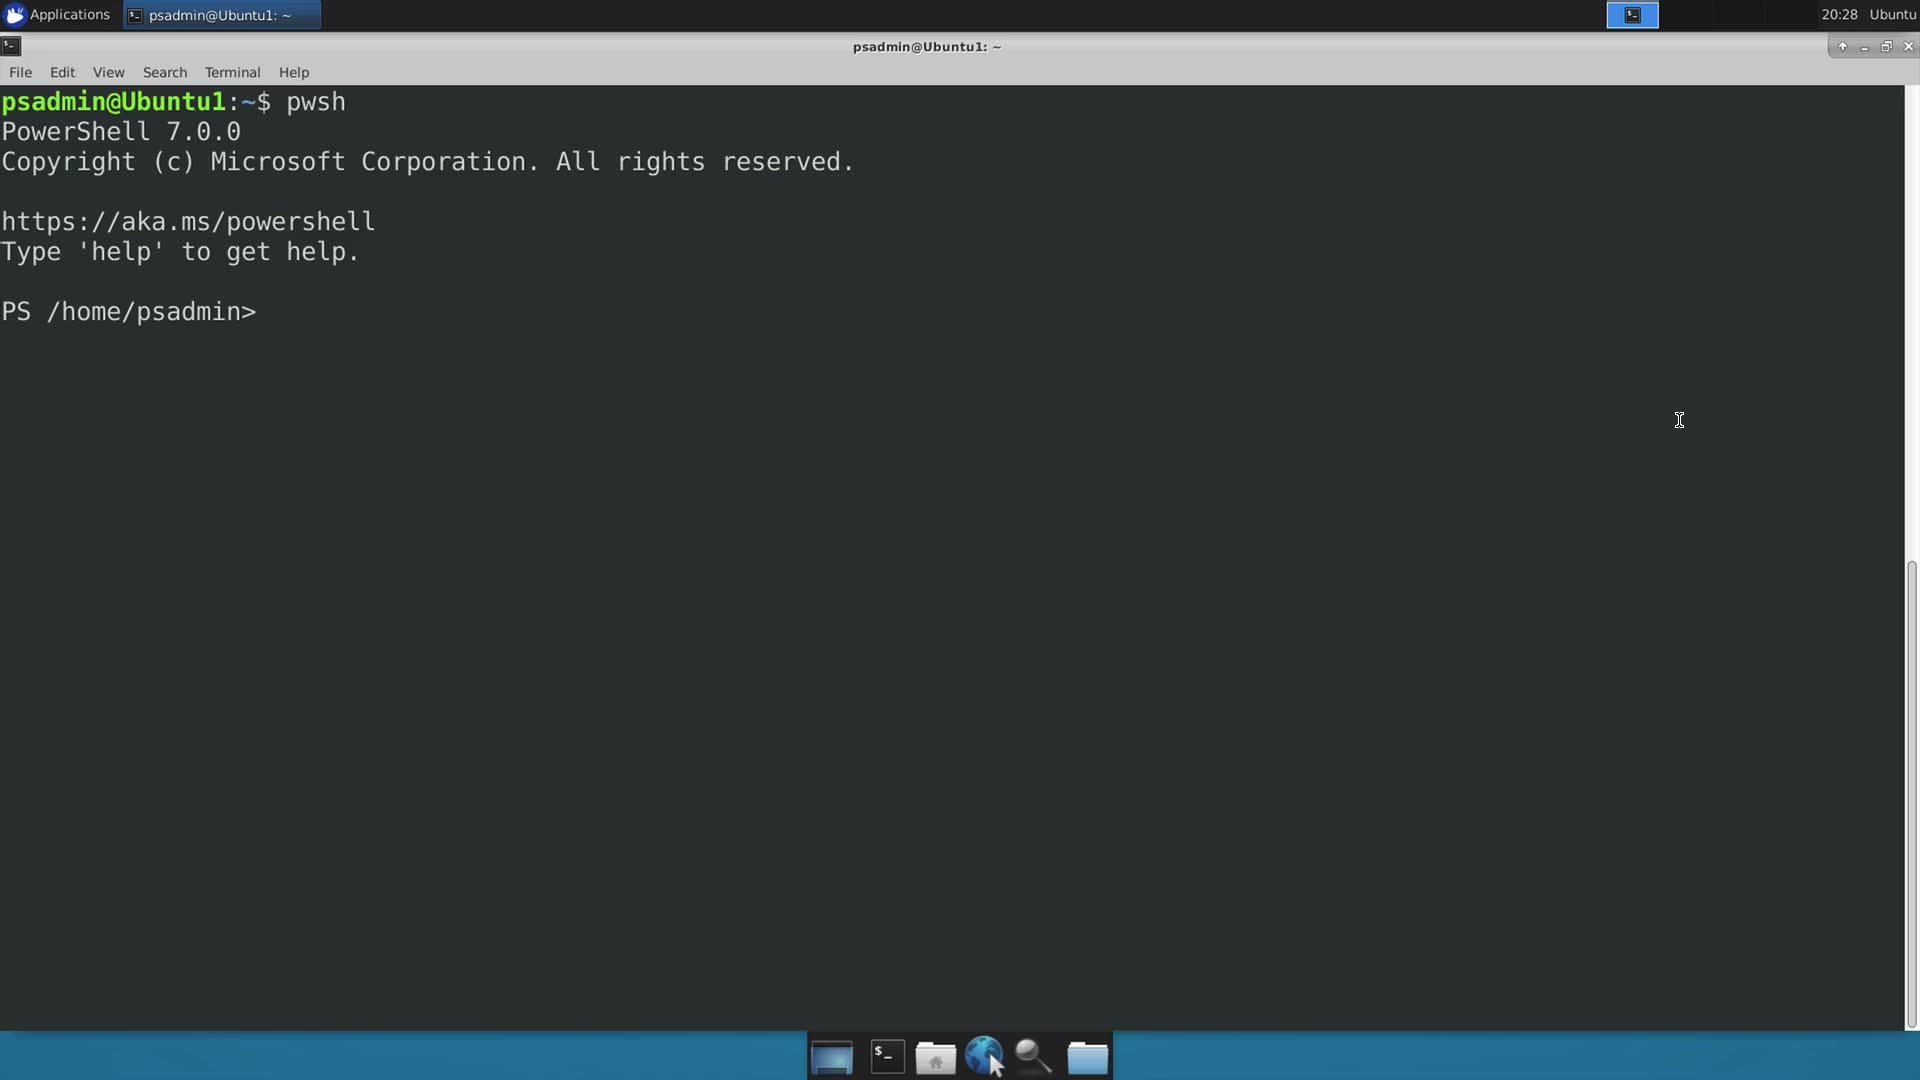 Applications
psadmin@Ubuntu1: ~
20:28 Ubuntu
psadmin@Ubuntu1: ~
File Edit View Search Terminal Help
psadmin@Ubuntu1:~$ pwsh
PowerShell 7.0.0
Copyright (c) Microsoft Corporation. All rights reserved.
https://aka.ms/powershell
Type 'help' to get help.
PS /home/psadmin>